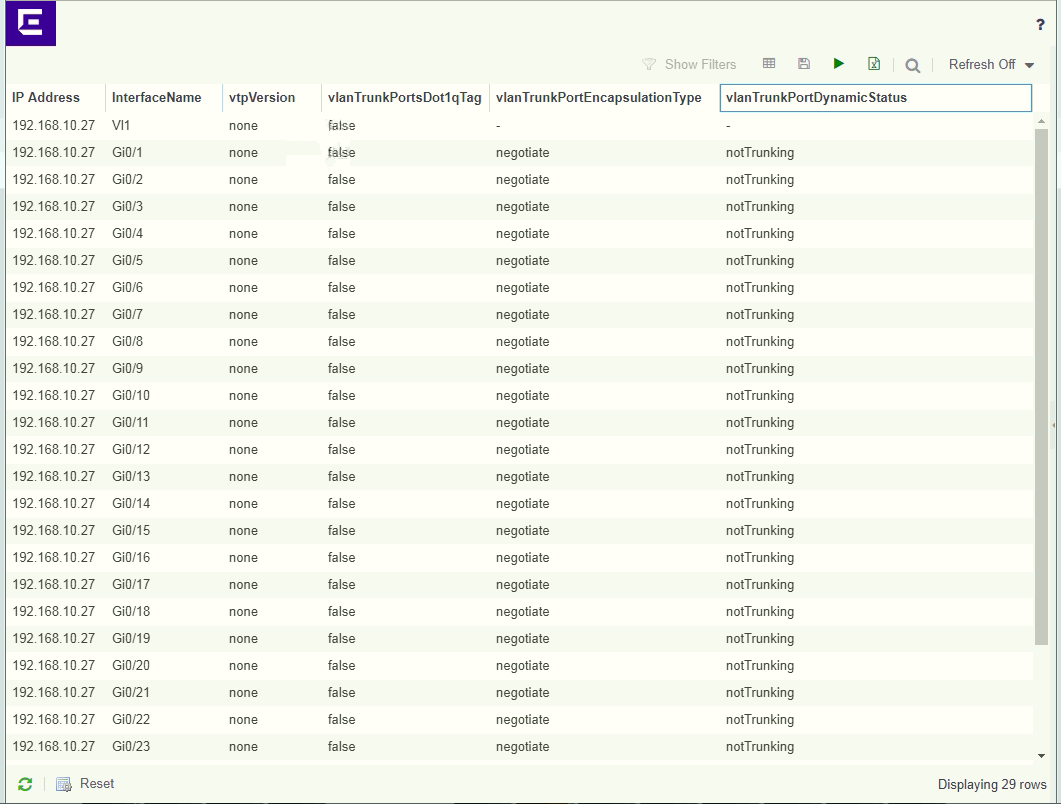 E
?
Show Filters Refresh Off
IP Address InterfaceName vtpVersion vlanTrunkPortsDot1qTag vlanTrunkPortEncapsulationType vlanTrunkPortDynamicStatus
192.168.10.27 Vl1 none false - -
192.168.10.27 Gi0/1 none false negotiate notTrunking
192.168.10.27 Gi0/2 none false negotiate notTrunking
192.168.10.27 Gi0/3 none false negotiate notTrunking
192.168.10.27 Gi0/4 none false negotiate notTrunking
192.168.10.27 Gi0/5 none false negotiate notTrunking
192.168.10.27 Gi0/6 none false negotiate notTrunking
192.168.10.27 Gi0/7 none false negotiate notTrunking
192.168.10.27 Gi0/8 none false negotiate notTrunking
192.168.10.27 Gi0/9 none false negotiate notTrunking
192.168.10.27 Gi0/10 none false negotiate notTrunking
192.168.10.27 Gi0/11 none false negotiate notTrunking
192.168.10.27 Gi0/12 none false negotiate notTrunking
192.168.10.27 Gi0/13 none false negotiate notTrunking
192.168.10.27 Gi0/14 none false negotiate notTrunking
192.168.10.27 Gi0/15 none false negotiate notTrunking
192.168.10.27 Gi0/16 none false negotiate notTrunking
192.168.10.27 Gi0/17 none false negotiate notTrunking
192.168.10.27 Gi0/18 none false negotiate notTrunking
192.168.10.27 Gi0/19 none false negotiate notTrunking
192.168.10.27 Gi0/20 none false negotiate notTrunking
192.168.10.27 Gi0/21 none false negotiate notTrunking
192.168.10.27 Gi0/22 none false negotiate notTrunking
192.168.10.27 Gi0/23 none false negotiate notTrunking
Reset Displaying 29 rows